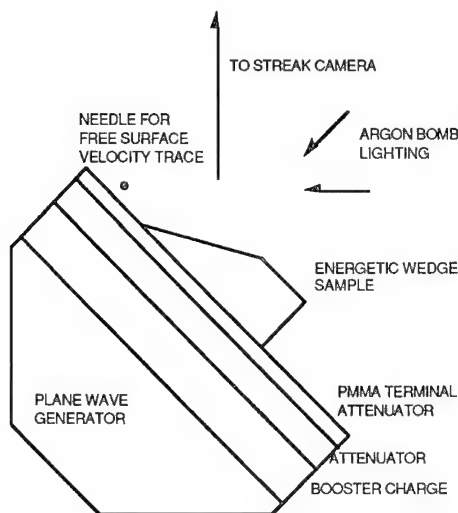 TO STREAK CAMERA
NEEDLE FOR
FREE SURFACE
VELOCITY TRACE
ARGON BOMB
LIGHTING
ENERGETIC WEDGE
SAMPLE
PLANE WAVE
GENERATOR
PMMA TERMINAL
ATTENUATOR
ATTENUATOR
BOOSTER CHARGE